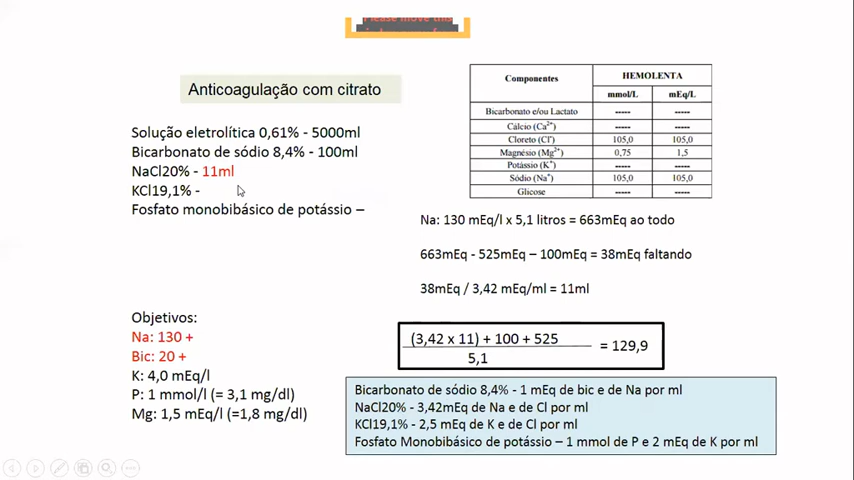 Please move this
Anticoagulação com citrato
Solução eletrolítica 0,61% - 5000ml
Bicarbonato de sódio 8,4% - 100ml
NaCl20% - 11ml
KCl19,1% -
Fosfato monobibásico de potássio –
Objetivos:
Na: 130 +
Bic: 20 +
K: 4,0 mEq/l
P: 1 mmol/l (= 3,1 mg/dl)
Mg: 1,5 mEq/l (=1,8 mg/dl)
Componentes HEMOLENTA
mmol/L mEq/L
Bicarbonato e/ou Lactato ----- -----
Cálcio (Ca²⁺) ----- -----
Cloreto (Cl⁻) 105,0 105,0
Magnésio (Mg²⁺) 0,75 1,5
Potássio (K⁺) ----- -----
Sódio (Na⁺) 105,0 105,0
Glicose ----- -----
Na: 130 mEq/l x 5,1 litros = 663mEq ao todo
663mEq - 525mEq – 100mEq = 38mEq faltando
38mEq / 3,42 mEq/ml = 11ml
(3,42 x 11) + 100 + 525
= 129,9
5,1
Bicarbonato de sódio 8,4% - 1 mEq de bic e de Na por ml
NaCl20% - 3,42mEq de Na e de Cl por ml
KCl19,1% - 2,5 mEq de K e de Cl por ml
Fosfato Monobibásico de potássio – 1 mmol de P e 2 mEq de K por ml